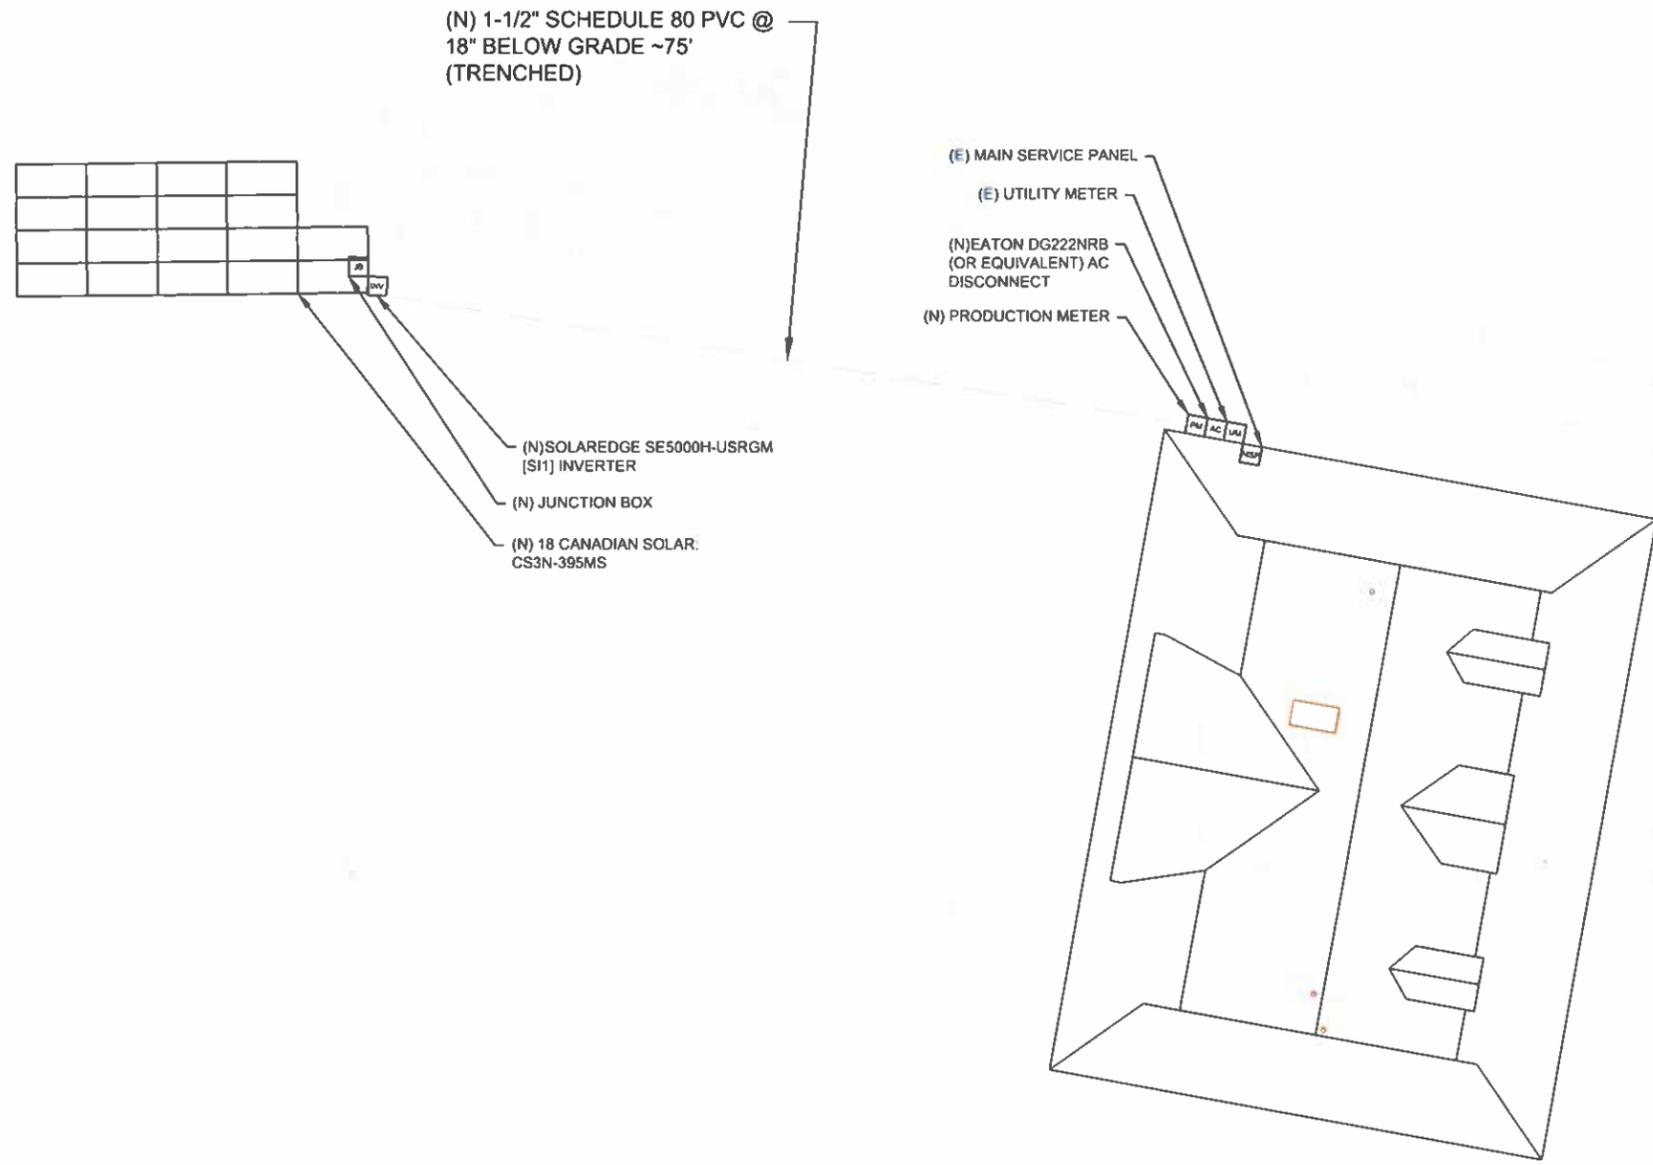 (N) 1-1/2" SCHEDULE 80 PVC @
18" BELOW GRADE ~75'
(TRENCHED)
(E) MAIN SERVICE PANEL
(E) UTILITY METER
(N)EATON DG222NRB
(OR EQUIVALENT) AC
DISCONNECT
(N) PRODUCTION METER
JB
INV
PM AC UM
MSP
(N)SOLAREDGE SE5000H-USRGM
[SI1] INVERTER
(N) JUNCTION BOX
(N) 18 CANADIAN SOLAR:
CS3N-395MS